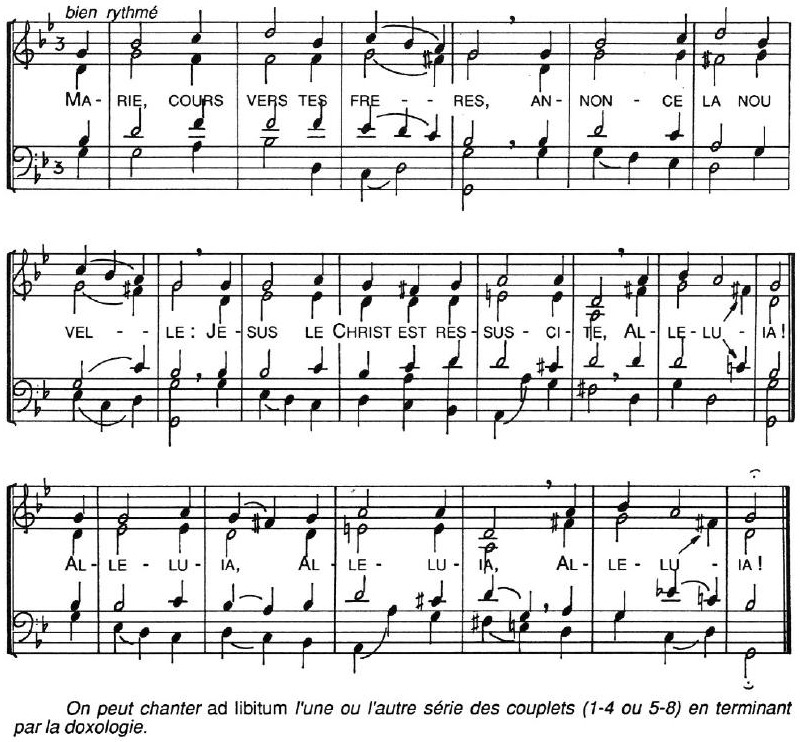 bien rythmé
3
MA-RIE, COURS VERS TES FRE--RES, AN-NON-CE LA NOU
3
VEL--LE: JE-SUS LE CHRIST EST RES-SUS-CI-TE, AL-LE-LU-IA!
AL-LE-LU-IA, AL-LE-LU-IA, AL-LE-LU-IA!
On peut chanter ad libitum l'une ou l'autre série des couplets (1-4 ou 5-8) en terminant
par la doxologie.